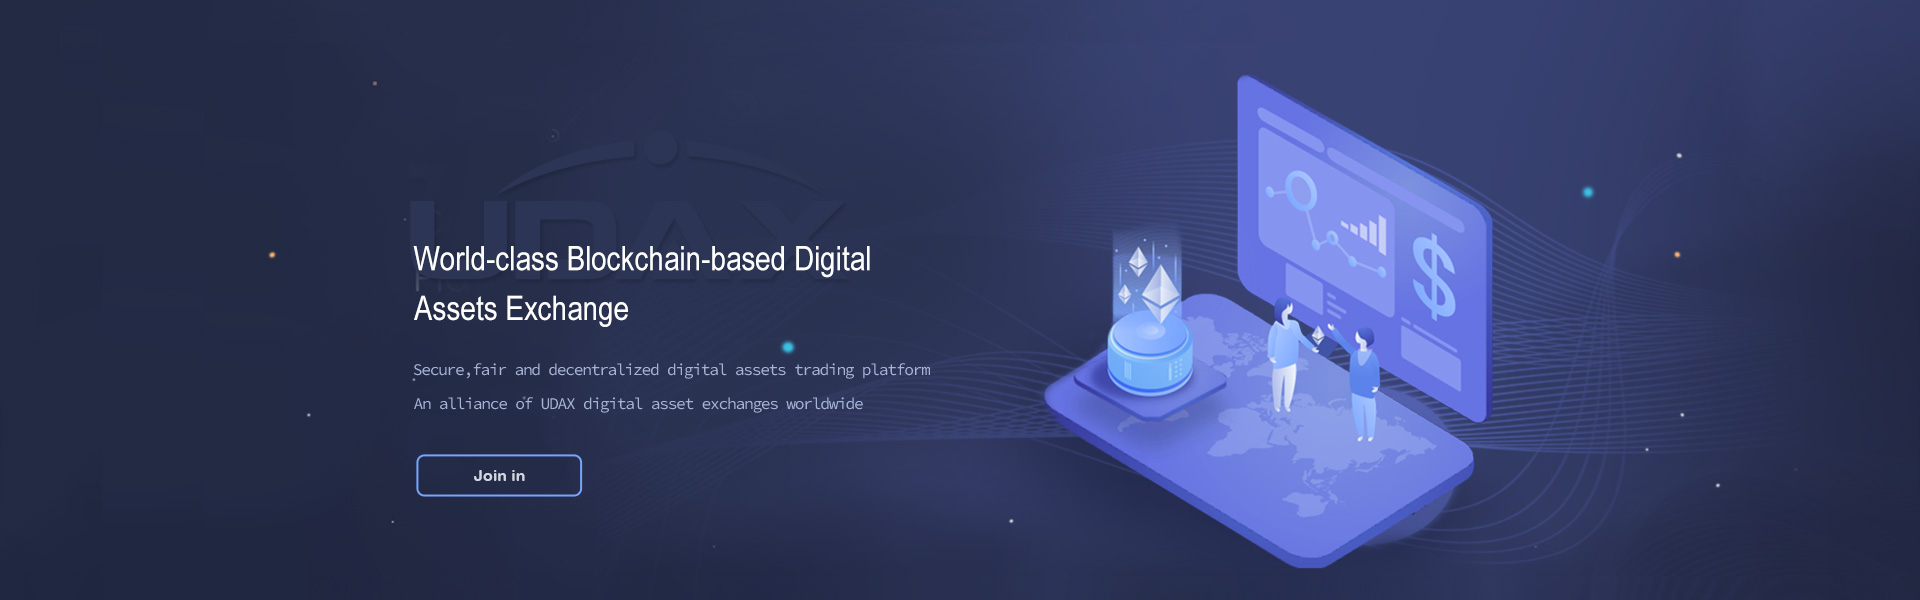 UDAX
World-class Blockchain-based Digital
Assets Exchange
Secure,fair and decentralized digital assets trading platform
An alliance of UDAX digital asset exchanges worldwide
Join in
$